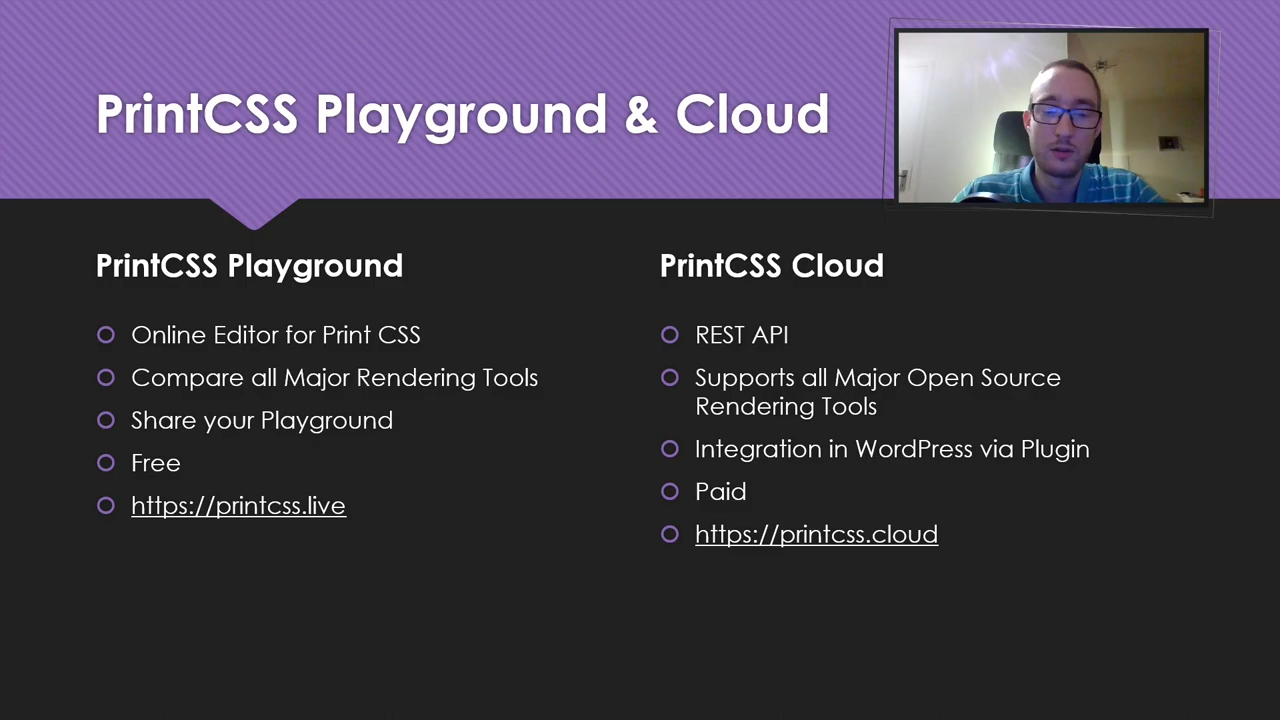 PrintCSS Playground & Cloud
PrintCSS Playground
Online Editor for Print CSS
Compare all Major Rendering Tools
Share your Playground
Free
https://printcss.live
PrintCSS Cloud
REST API
Supports all Major Open Source
Rendering Tools
Integration in WordPress via Plugin
Paid
https://printcss.cloud